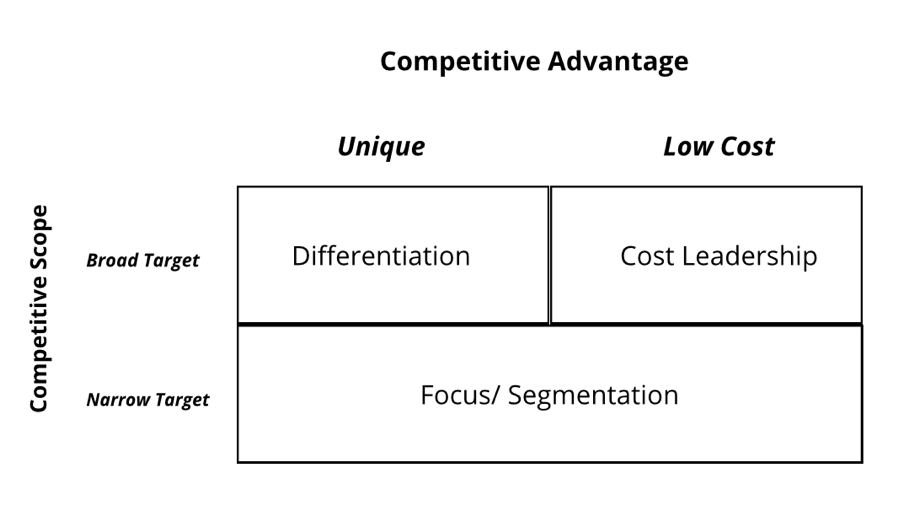 Competitive Advantage
Unique
Low Cost
Competitive Scope
Broad Target
Differentiation
Cost Leadership
Narrow Target
Focus/ Segmentation